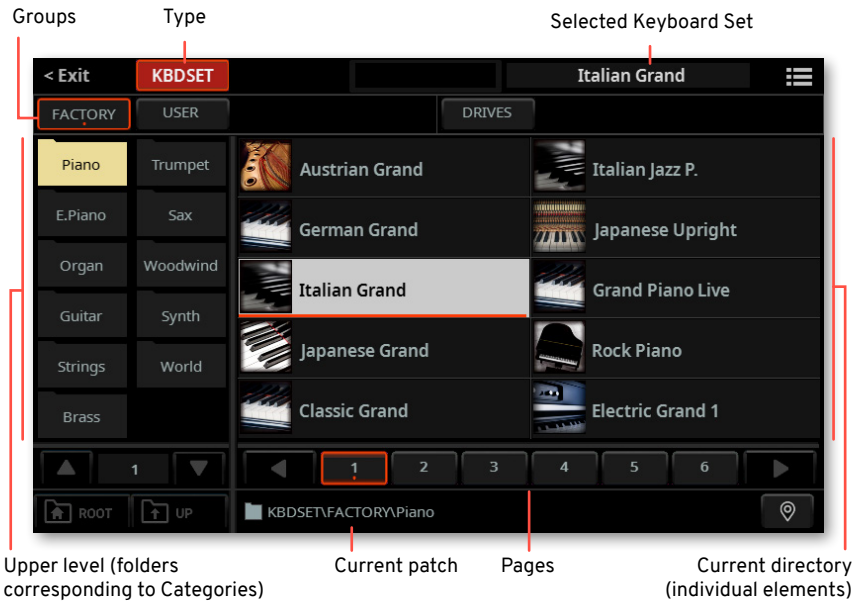 Groups Type Selected Keyboard Set
< Exit KBDSET Italian Grand
FACTORY USER DRIVES
Piano Trumpet Austrian Grand Italian Jazz P.
E.Piano Sax German Grand Japanese Upright
Organ Woodwind Italian Grand Grand Piano Live
Guitar Synth Japanese Grand Rock Piano
Strings World Classic Grand Electric Grand 1
Brass
1 1 2 3 4 5 6
ROOT UP KBDSET\FACTORY\Piano
Upper level (folders Current patch Pages Current directory
corresponding to Categories) (individual elements)